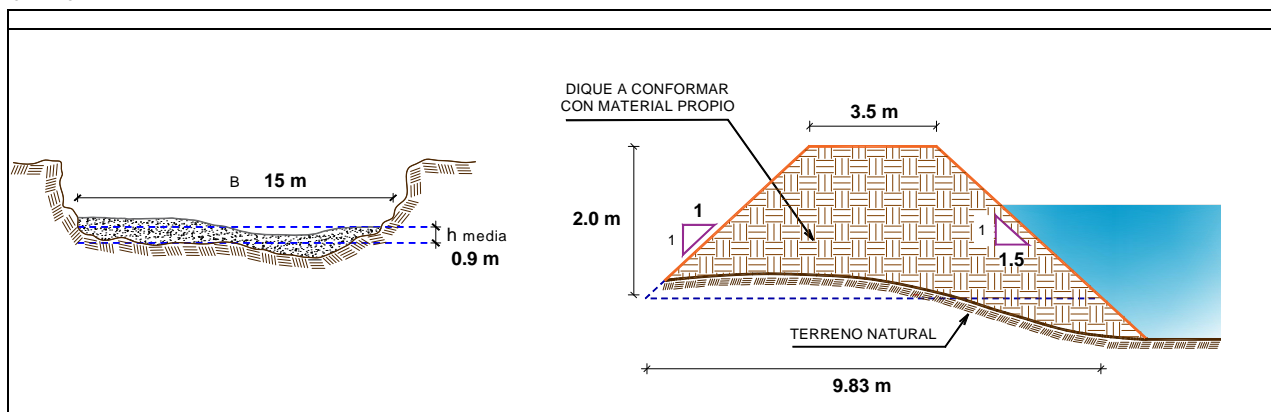 DIQUE A CONFORMAR
CON MATERIAL PROPIO
3.5 m
B 15 m
2.0 m
1
1
1
1.5
h media
0.9 m
TERRENO NATURAL
9.83 m